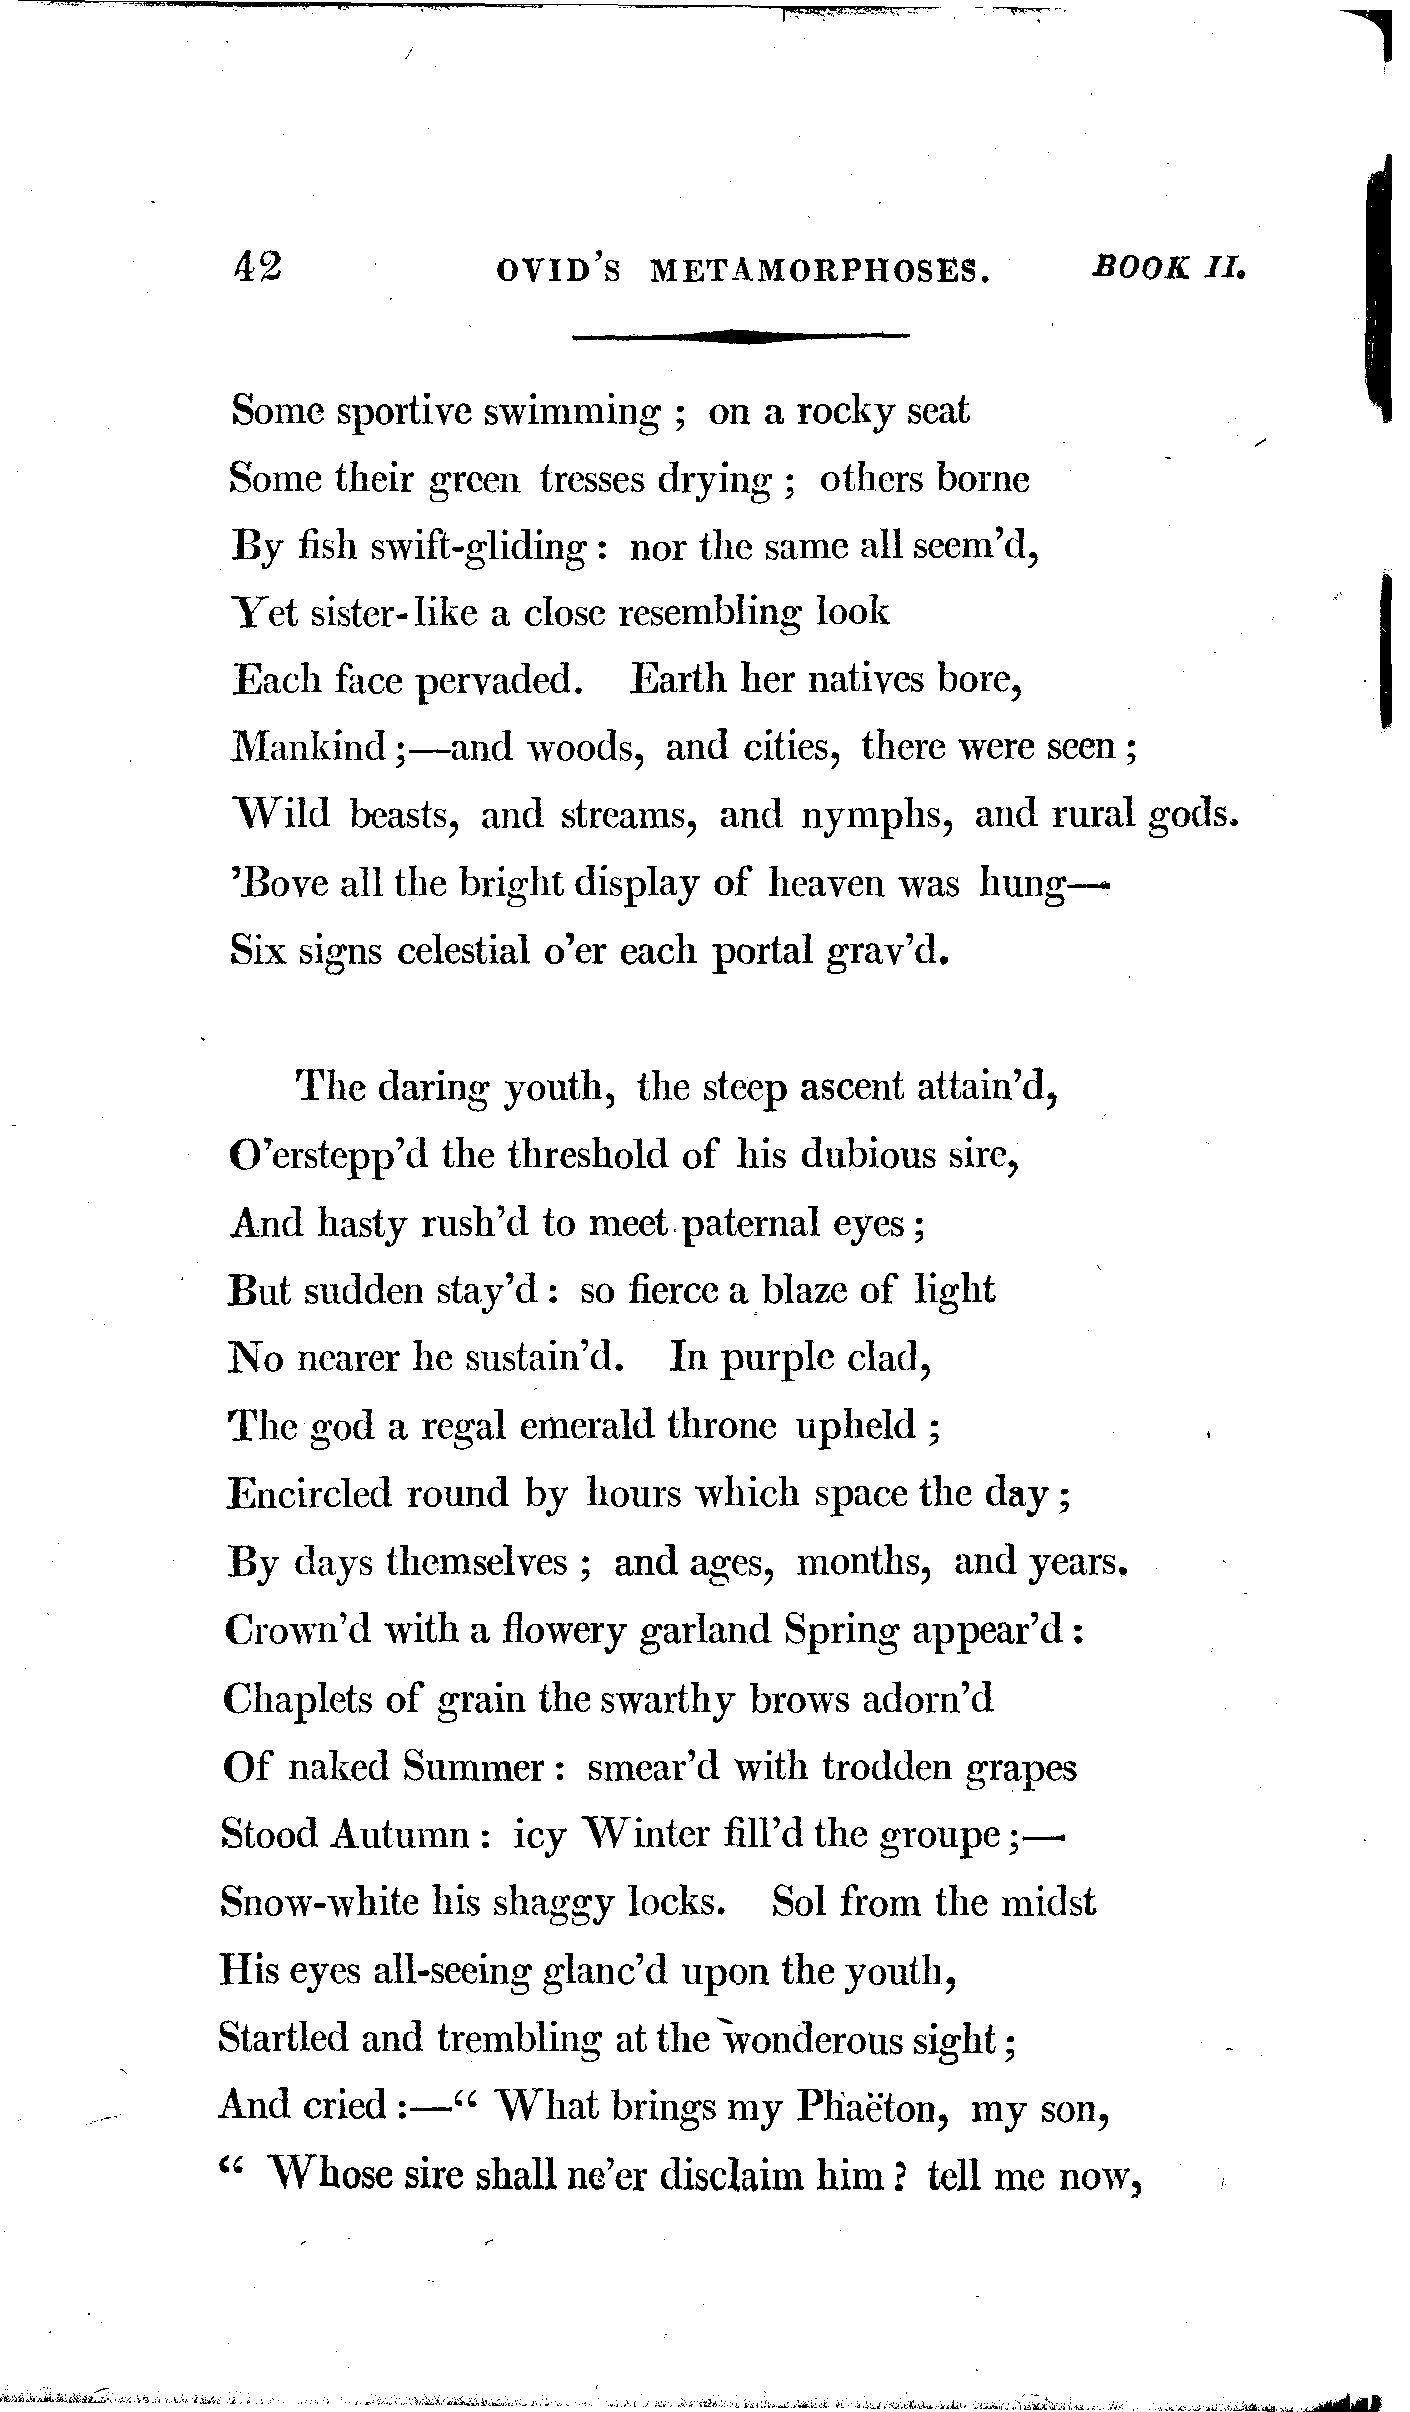 42 OVID'S METAMORPHOSES. BOOK II.
Some sportive swimming ; on a rocky seat
Some their green tresses drying ; others borne
By fish swift-gliding : nor the same all seem'd,
Yet sister-like a close resembling look
Each face pervaded. Earth her natives bore,
Mankind ;—and woods, and cities, there were seen ;
Wild beasts, and streams, and nymphs, and rural gods.
'Bove all the bright display of heaven was hung—
Six signs celestial o'er each portal grav'd.
The daring youth, the steep ascent attain'd,
O'erstepp'd the threshold of his dubious sire,
And hasty rush'd to meet paternal eyes ;
But sudden stay'd : so fierce a blaze of light
No nearer he sustain'd. In purple clad,
The god a regal emerald throne upheld ;
Encircled round by hours which space the day ;
By days themselves ; and ages, months, and years.
Crown'd with a flowery garland Spring appear'd :
Chaplets of grain the swarthy brows adorn'd
Of naked Summer : smear'd with trodden grapes
Stood Autumn : icy Winter fill'd the groupe ;—
Snow-white his shaggy locks. Sol from the midst
His eyes all-seeing glanc'd upon the youth,
Startled and trembling at the wonderous sight ;
And cried :—“ What brings my Phaëton, my son,
“ Whose sire shall ne'er disclaim him ? tell me now,